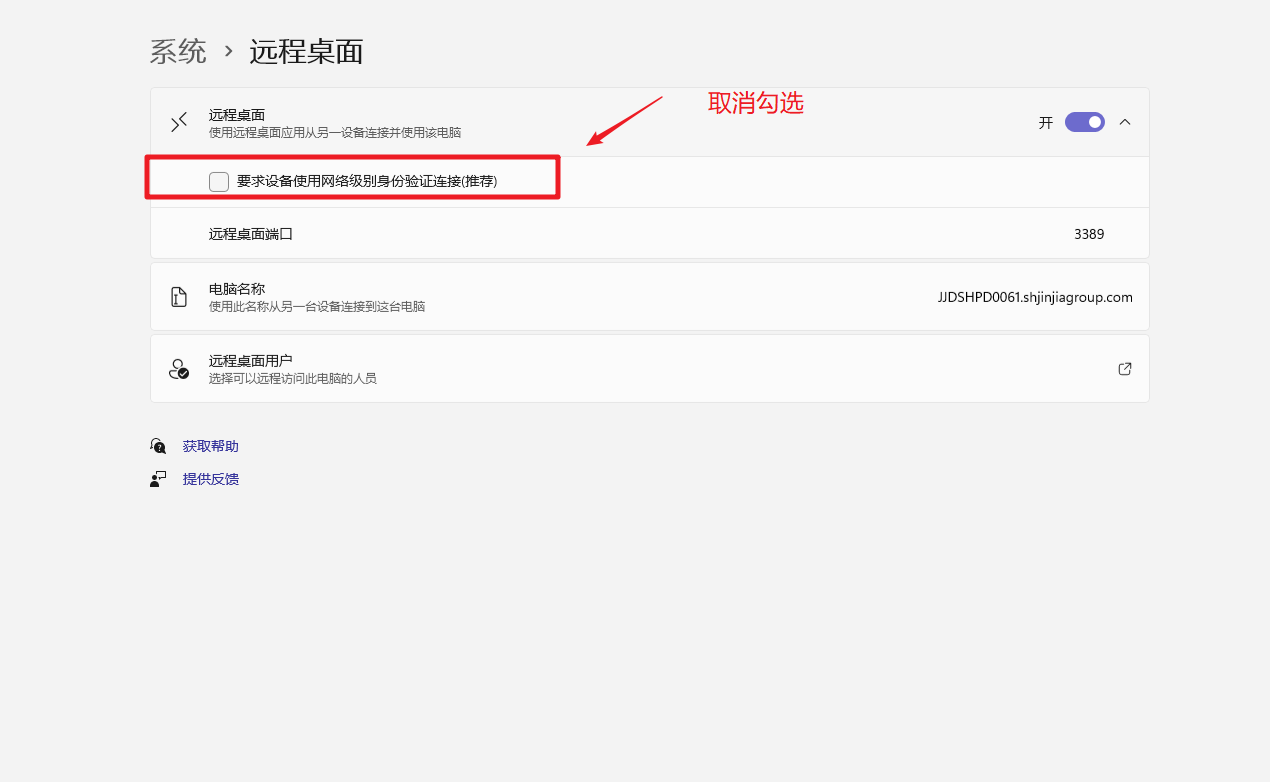 系统 › 远程桌面
取消勾选
远程桌面
使用远程桌面应用从另一设备连接并使用该电脑
开
要求设备使用网络级别身份验证连接(推荐)
远程桌面端口 3389
电脑名称
使用此名称从另一台设备连接到这台电脑
JJDSHPD0061.shjinjiagroup.com
远程桌面用户
选择可以远程访问此电脑的人员
获取帮助
提供反馈